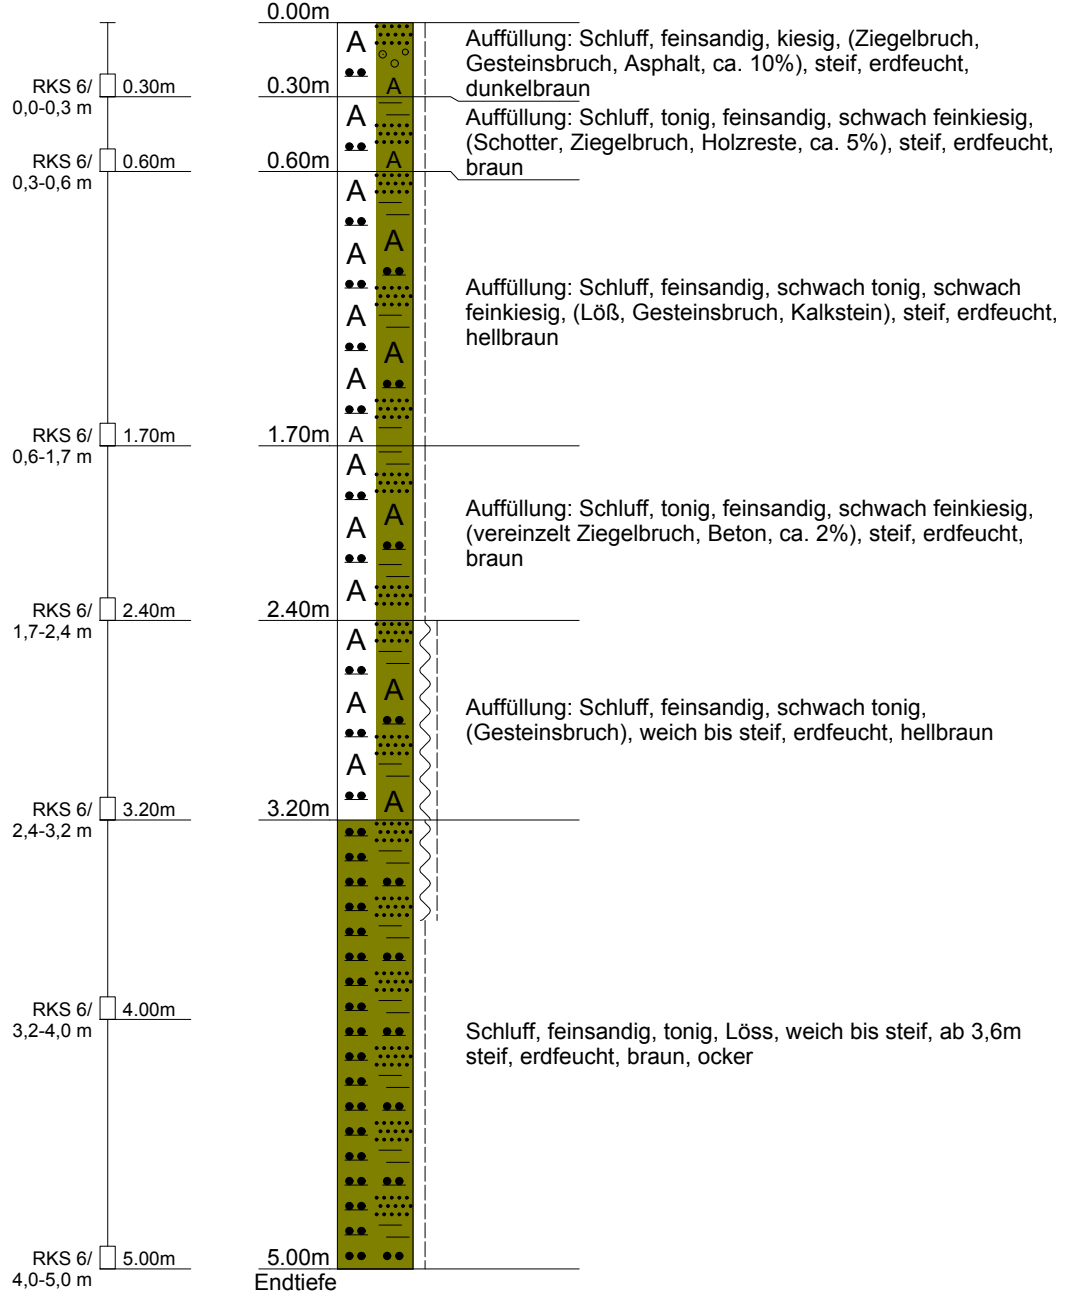 0.00m
A
Auffüllung: Schluff, feinsandig, kiesig, (Ziegelbruch,
Gesteinsbruch, Asphalt, ca. 10%), steif, erdfeucht,
dunkelbraun
RKS 6/
0,0-0,3 m
0.30m
0.30m
A
A
Auffüllung: Schluff, tonig, feinsandig, schwach feinkiesig,
(Schotter, Ziegelbruch, Holzreste, ca. 5%), steif, erdfeucht,
braun
RKS 6/
0,3-0,6 m
0.60m
0.60m
A
A
A
A
A
A
A
Auffüllung: Schluff, feinsandig, schwach tonig, schwach
feinkiesig, (Löß, Gesteinsbruch, Kalkstein), steif, erdfeucht,
hellbraun
RKS 6/
0,6-1,7 m
1.70m
1.70m
A
A
A
A
A
Auffüllung: Schluff, tonig, feinsandig, schwach feinkiesig,
(vereinzelt Ziegelbruch, Beton, ca. 2%), steif, erdfeucht,
braun
RKS 6/
1,7-2,4 m
2.40m
2.40m
A
A
A
A
A
Auffüllung: Schluff, feinsandig, schwach tonig,
(Gesteinsbruch), weich bis steif, erdfeucht, hellbraun
RKS 6/
2,4-3,2 m
3.20m
3.20m
RKS 6/
3,2-4,0 m
4.00m
Schluff, feinsandig, tonig, Löss, weich bis steif, ab 3,6m
steif, erdfeucht, braun, ocker
RKS 6/
4,0-5,0 m
5.00m
5.00m
Endtiefe